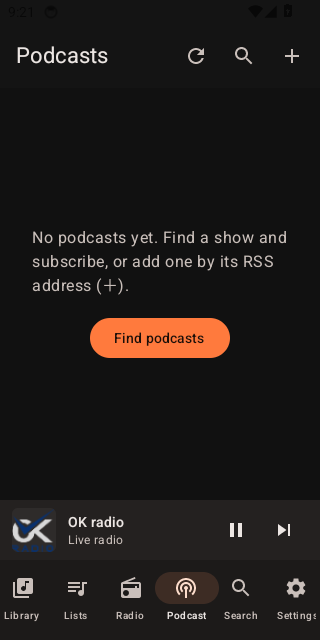 9:21
Podcasts
No podcasts yet. Find a show and
subscribe, or add one by its RSS
address (+).
Find podcasts
OK
OK radio
Live radio
Library
Lists
Radio
Podcast
Search
Settings